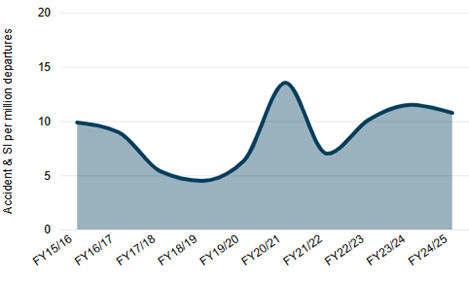 Accident & SI per million departures
20
15
10
5
0
FY15/16
FY16/17
FY17/18
FY18/19
FY19/20
FY20/21
FY21/22
FY22/23
FY23/24
FY24/25